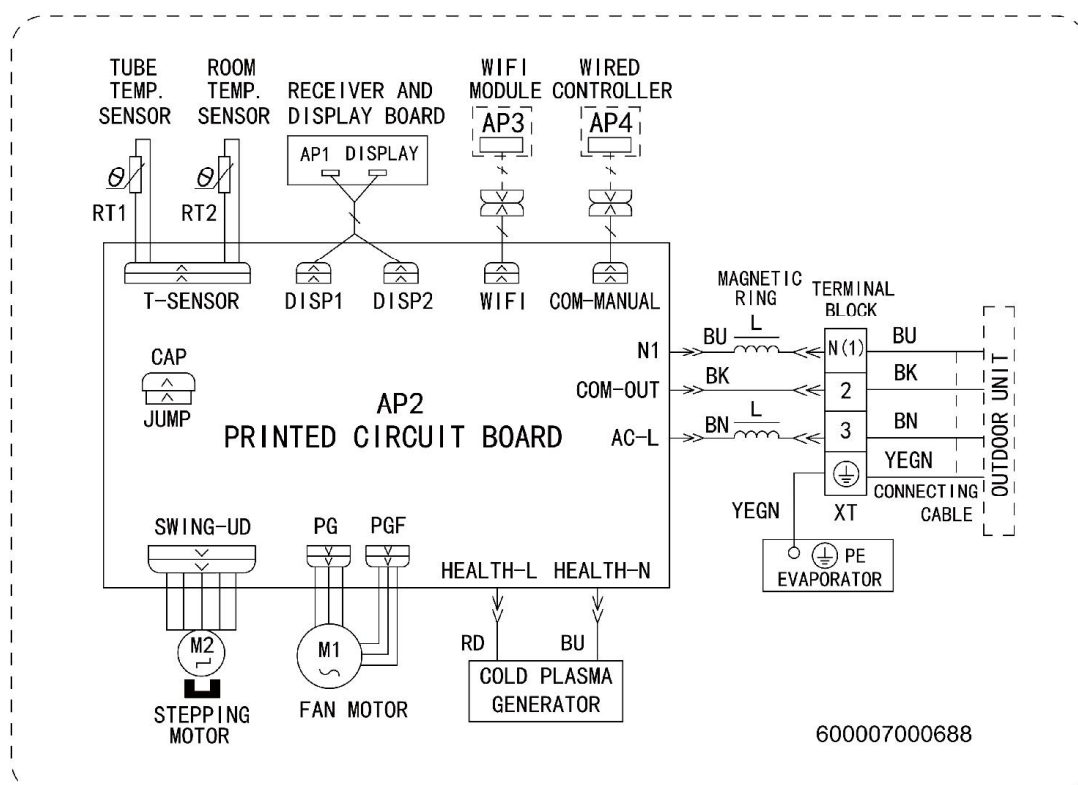 TUBE
TEMP.
SENSOR
ROOM
TEMP.
SENSOR
RECEIVER AND
DISPLAY BOARD
WIFI
MODULE
WIRED
CONTROLLER
AP1 DISPLAY
AP3
AP4
θ
RT1
θ
RT2
T-SENSOR
DISP1
DISP2
WIFI
COM-MANUAL
MAGNETIC
RING
TERMINAL
BLOCK
CAP
JUMP
AP2
PRINTED CIRCUIT BOARD
N1
BU
L
N(1)
BU
COM-OUT
BK
2
BK
AC-L
BN
L
3
BN
YEGN
CONNECTING
CABLE
OUTDOOR UNIT
YEGN
XT
PE
EVAPORATOR
SWING-UD
PG
PGF
HEALTH-L
HEALTH-N
M2
STEPPING
MOTOR
M1
FAN MOTOR
RD
BU
COLD PLASMA
GENERATOR
600007000688